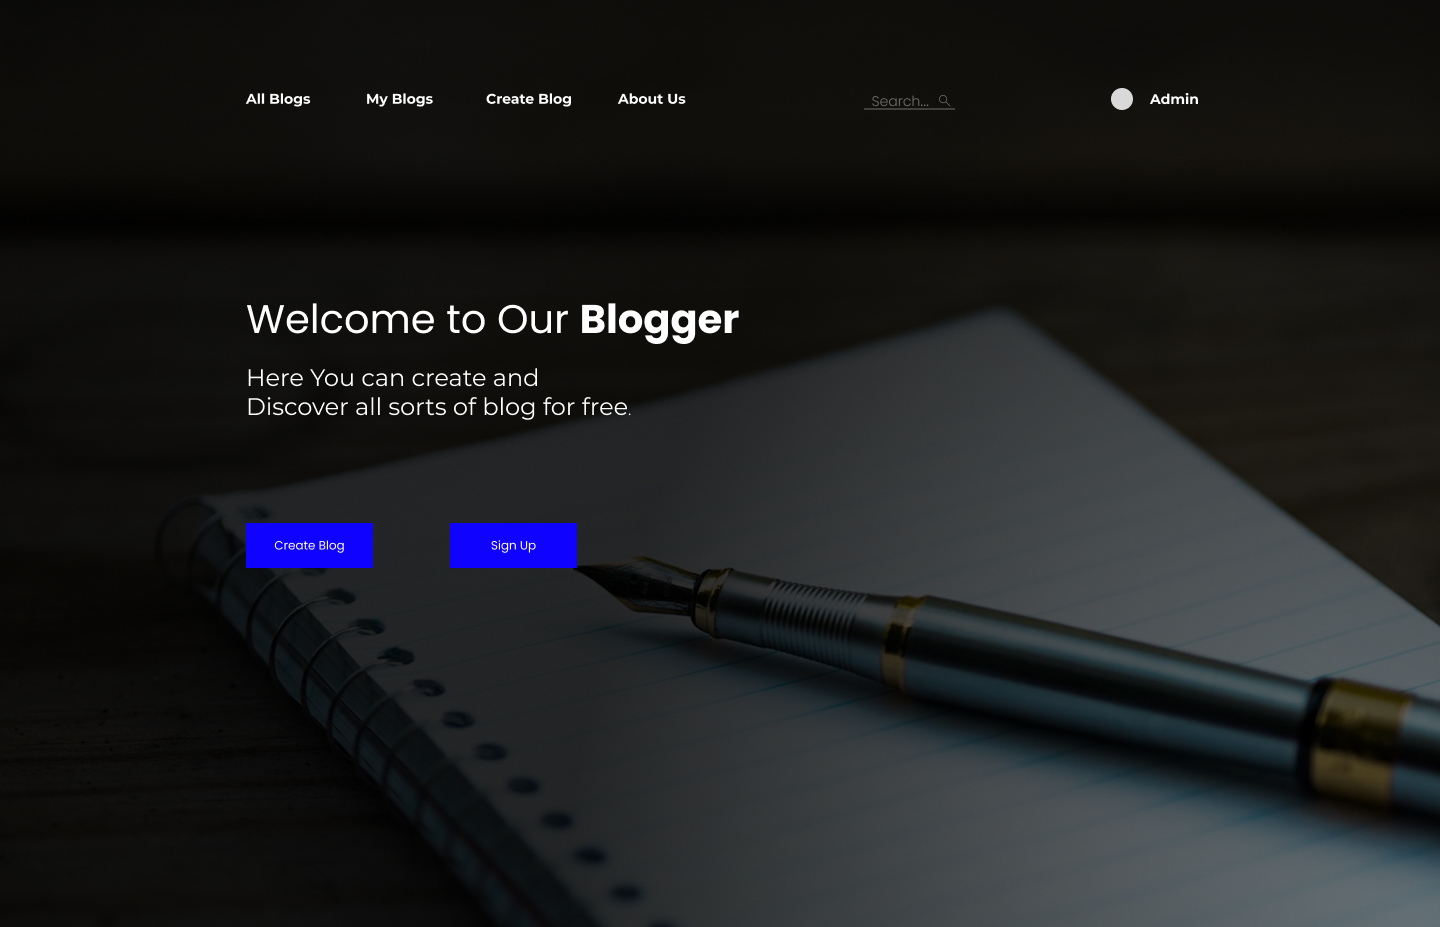 All Blogs My Blogs Create Blog About Us Search... Admin
Welcome to Our Blogger
Here You can create and
Discover all sorts of blog for free.
Create Blog Sign Up